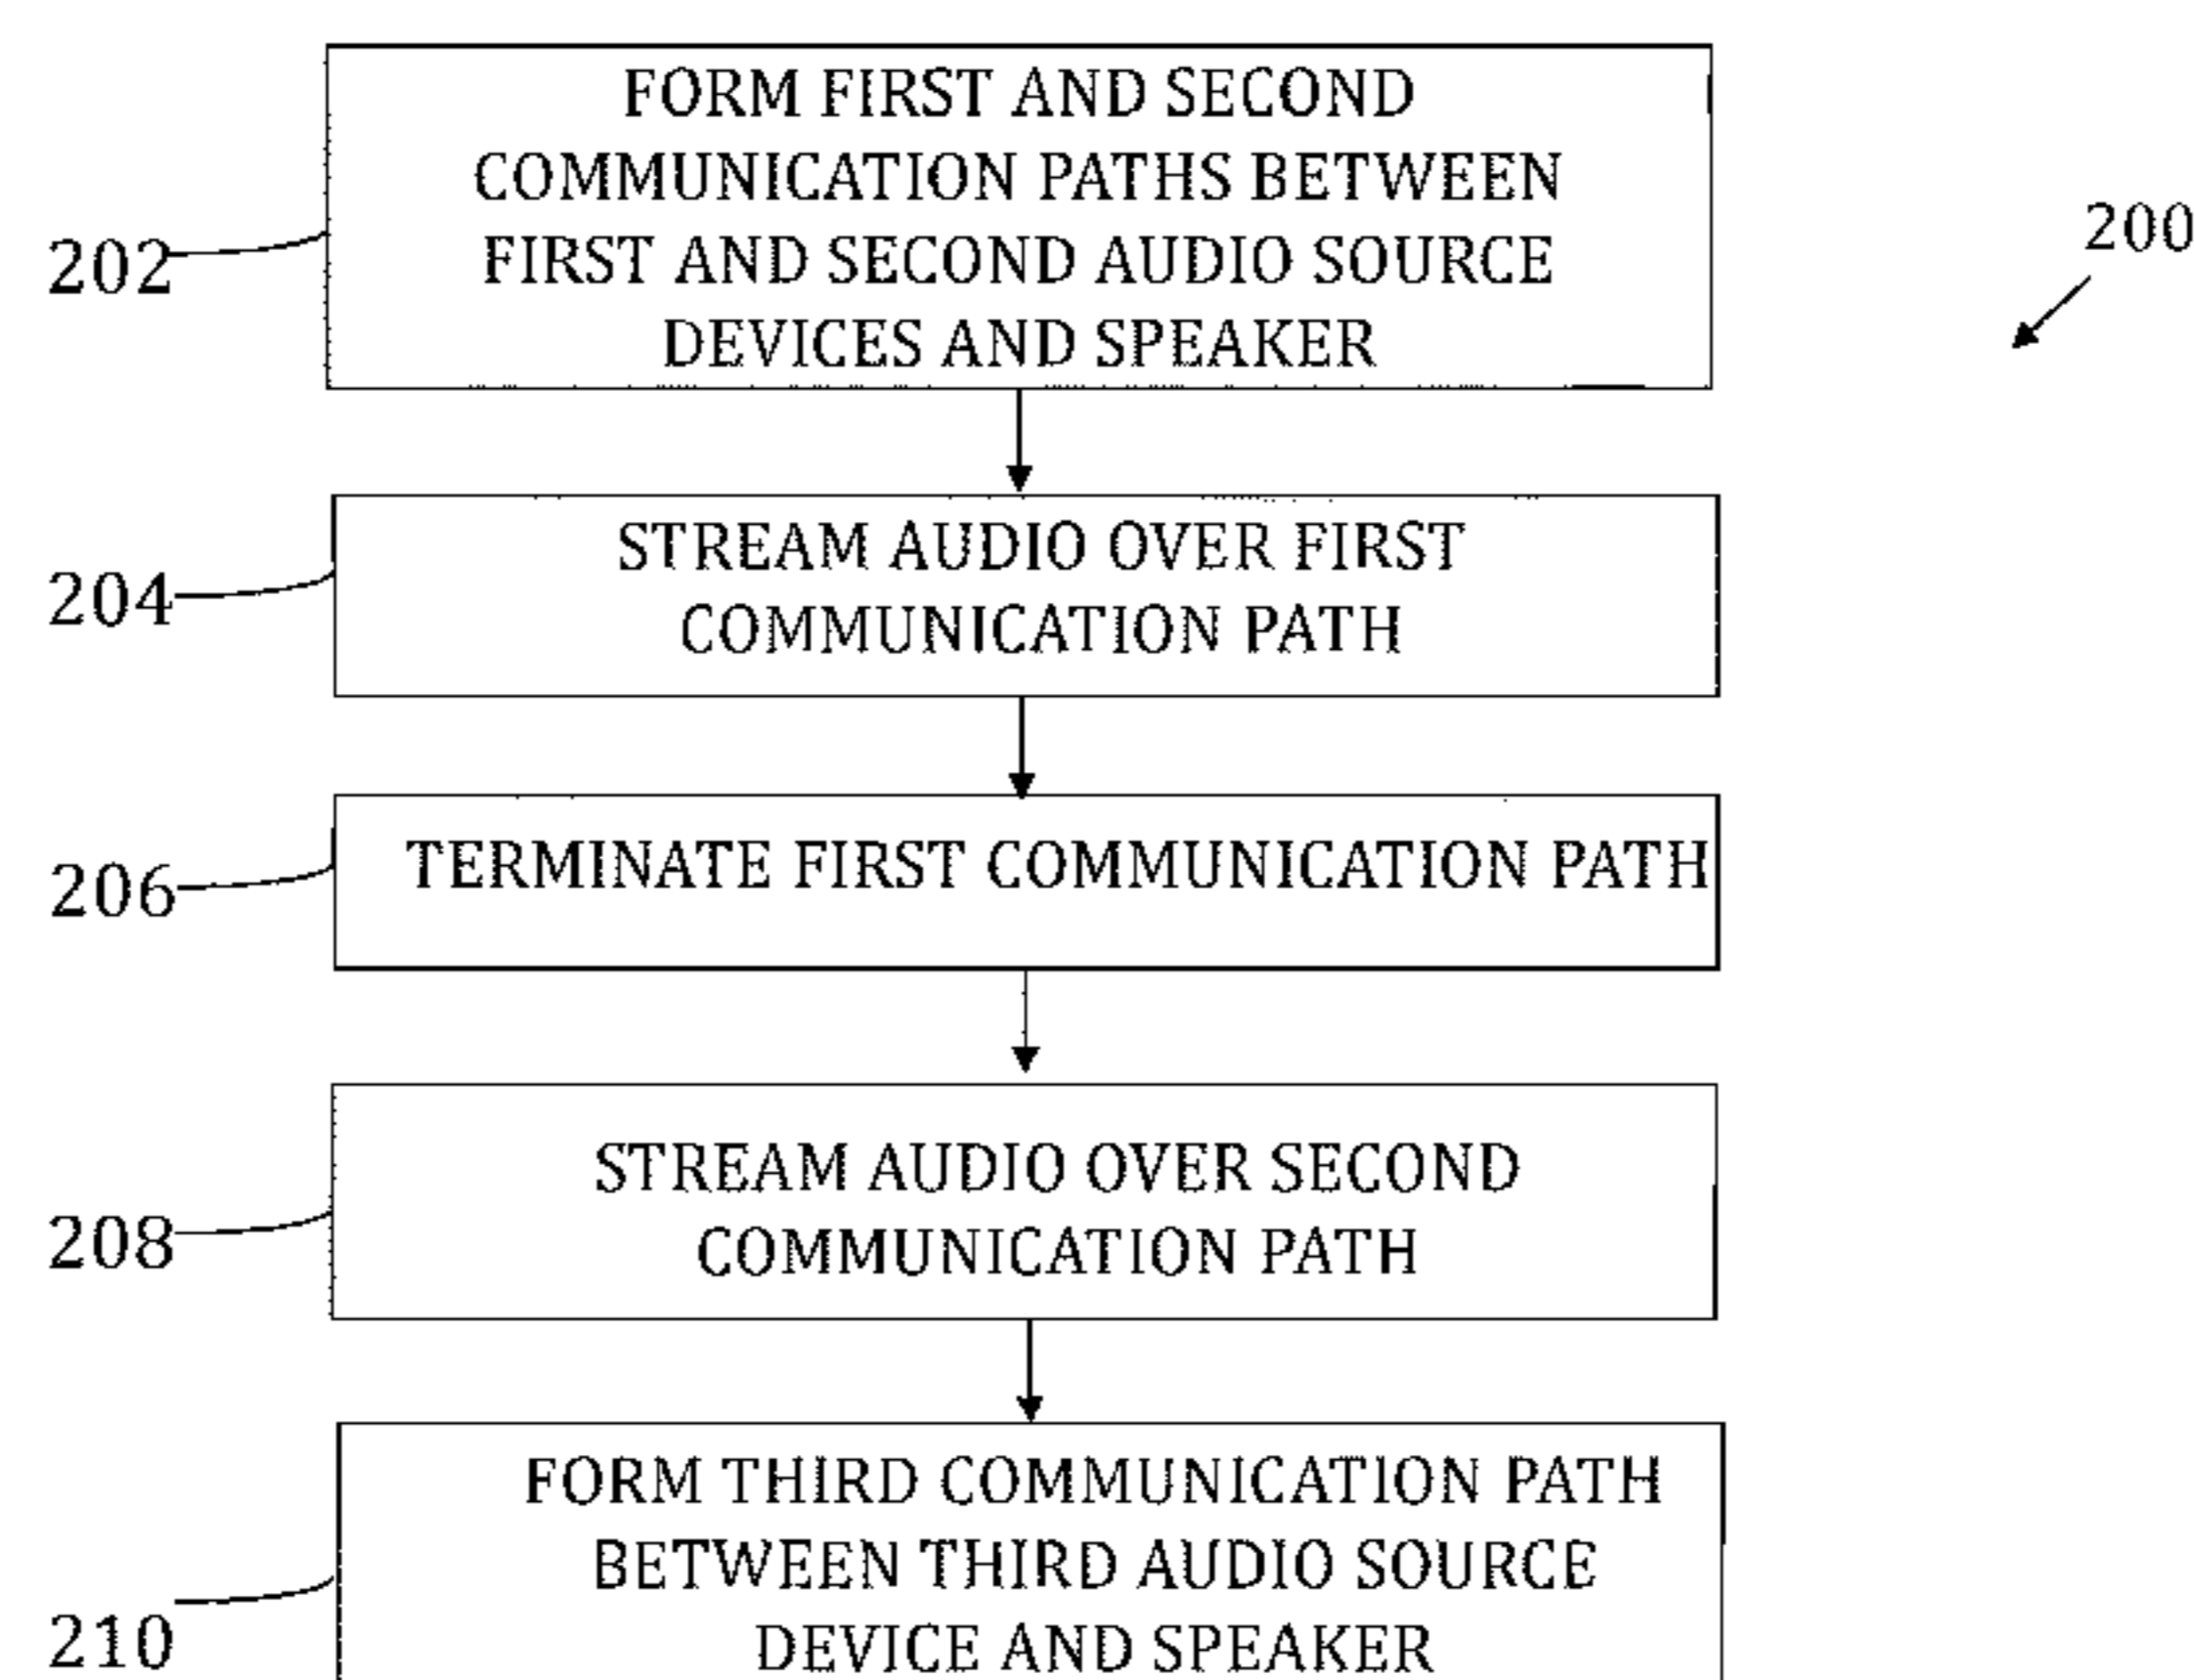 FORM FIRST AND SECOND
COMMUNICATION PATHS BETWEEN
FIRST AND SECOND AUDIO SOURCE
DEVICES AND SPEAKER
202
200
STREAM AUDIO OVER FIRST
COMMUNICATION PATH
204
TERMINATE FIRST COMMUNICATION PATH
206
STREAM AUDIO OVER SECOND
COMMUNICATION PATH
208
FORM THIRD COMMUNICATION PATH
BETWEEN THIRD AUDIO SOURCE
DEVICE AND SPEAKER
210